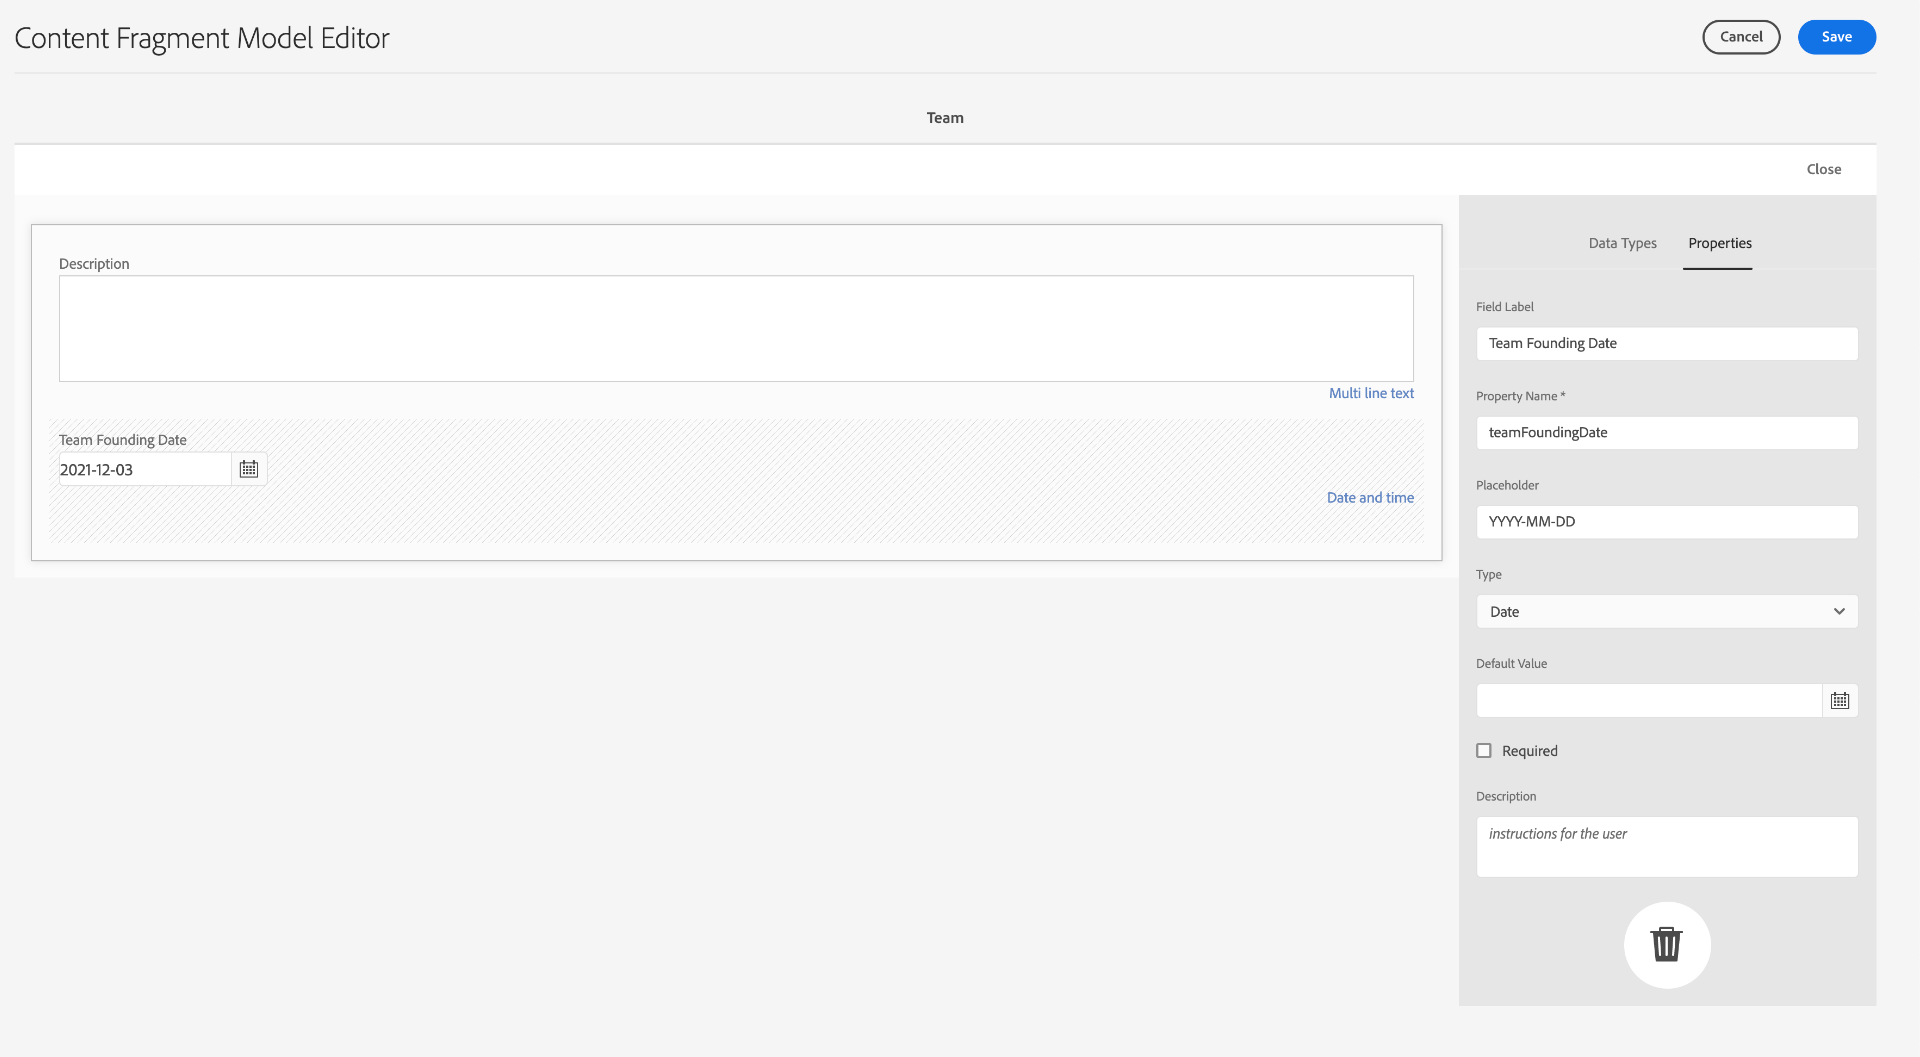 Content Fragment Model Editor
Cancel
Save
Team
Close
Description
Multi line text
Team Founding Date
2021-12-03
Date and time
Data Types
Properties
Field Label
Team Founding Date
Property Name *
teamFoundingDate
Placeholder
YYYY-MM-DD
Type
Date
Default Value
Required
Description
instructions for the user